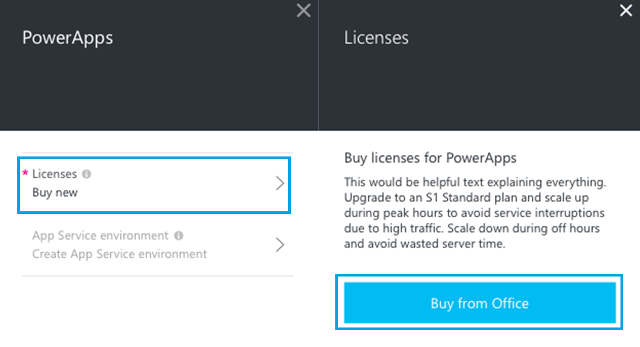 PowerApps
* Licenses
Buy new
App Service environment
Create App Service environment
Licenses
Buy licenses for PowerApps
This would be helpful text explaining everything.
Upgrade to an S1 Standard plan and scale up
during peak hours to avoid service interruptions
due to high traffic. Scale down during off hours
and avoid wasted server time.
Buy from Office